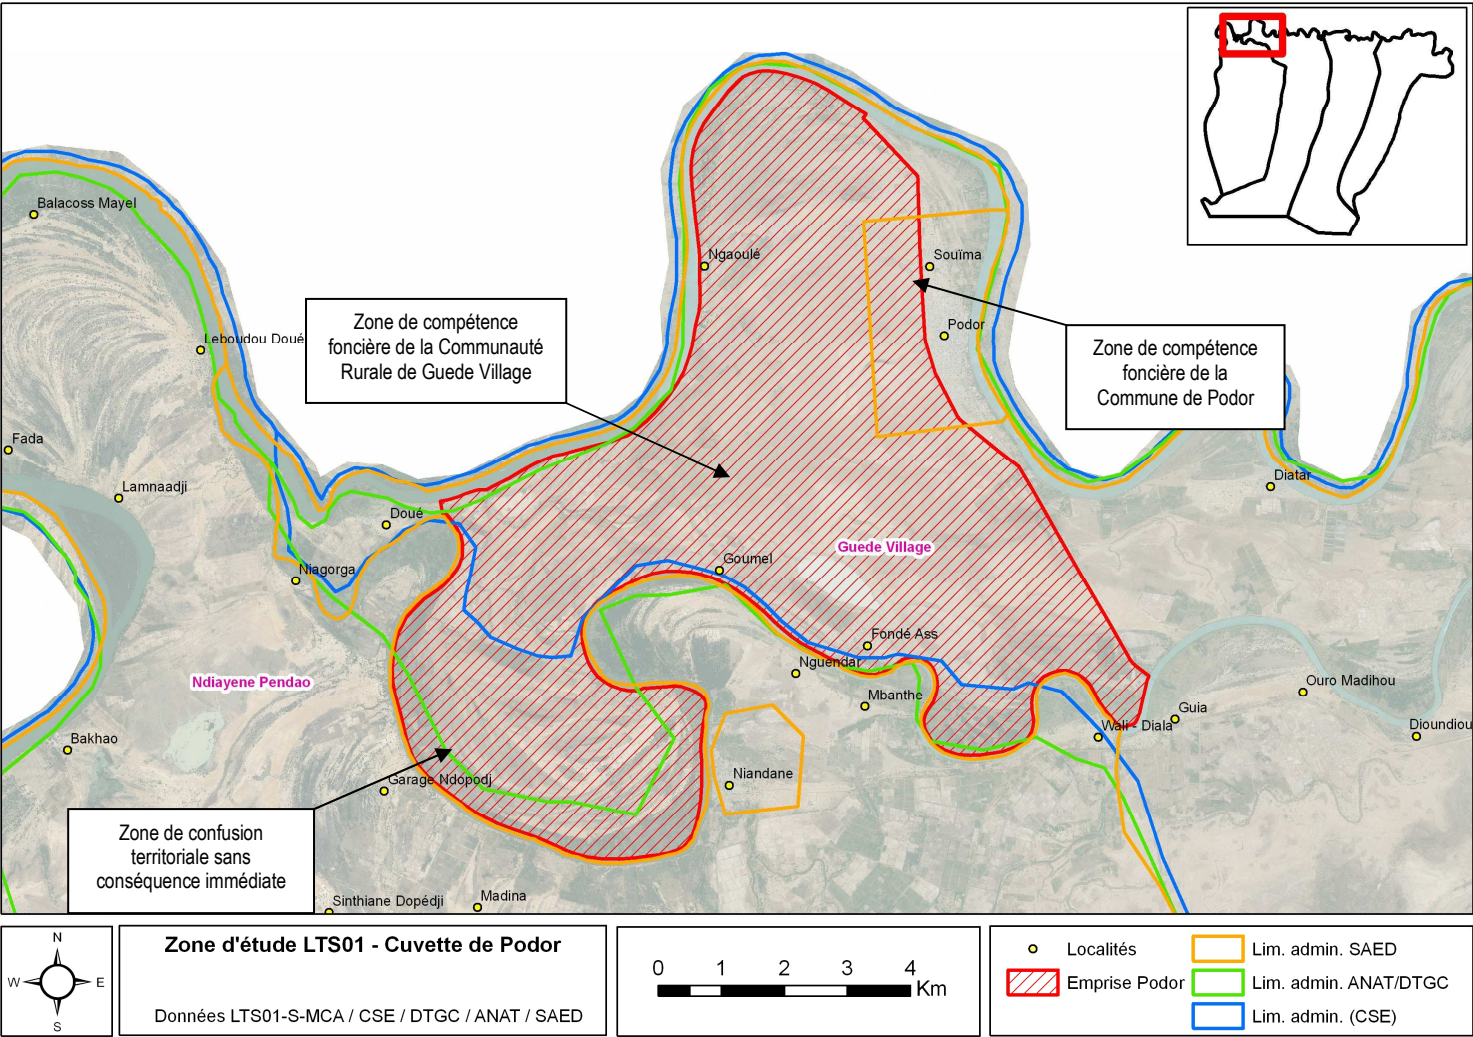 Balacoss Mayel
Ngaoulé
Souïma
Leboudou Doué
Podor
Zone de compétence
foncière de la Communauté
Rurale de Guede Village
Zone de compétence
foncière de la
Commune de Podor
Fada
Lamnaadji
Diatar
Doué
Guede Village
Goumel
Niagorga
Fondé Ass
Nguendar
Ndiayene Pendao
Mbanthe
Ouro Madihou
Guia
Wali - Diala
Dioundiou
Bakhao
Niandane
Garage Ndopodj
Zone de confusion
territoriale sans
conséquence immédiate
Sinthiane Dopédji
Madina
N
W
E
S
Zone d'étude LTS01 - Cuvette de Podor
Données LTS01-S-MCA / CSE / DTGC / ANAT / SAED
0 1 2 3 4
Km
Localités
Emprise Podor
Lim. admin. SAED
Lim. admin. ANAT/DTGC
Lim. admin. (CSE)